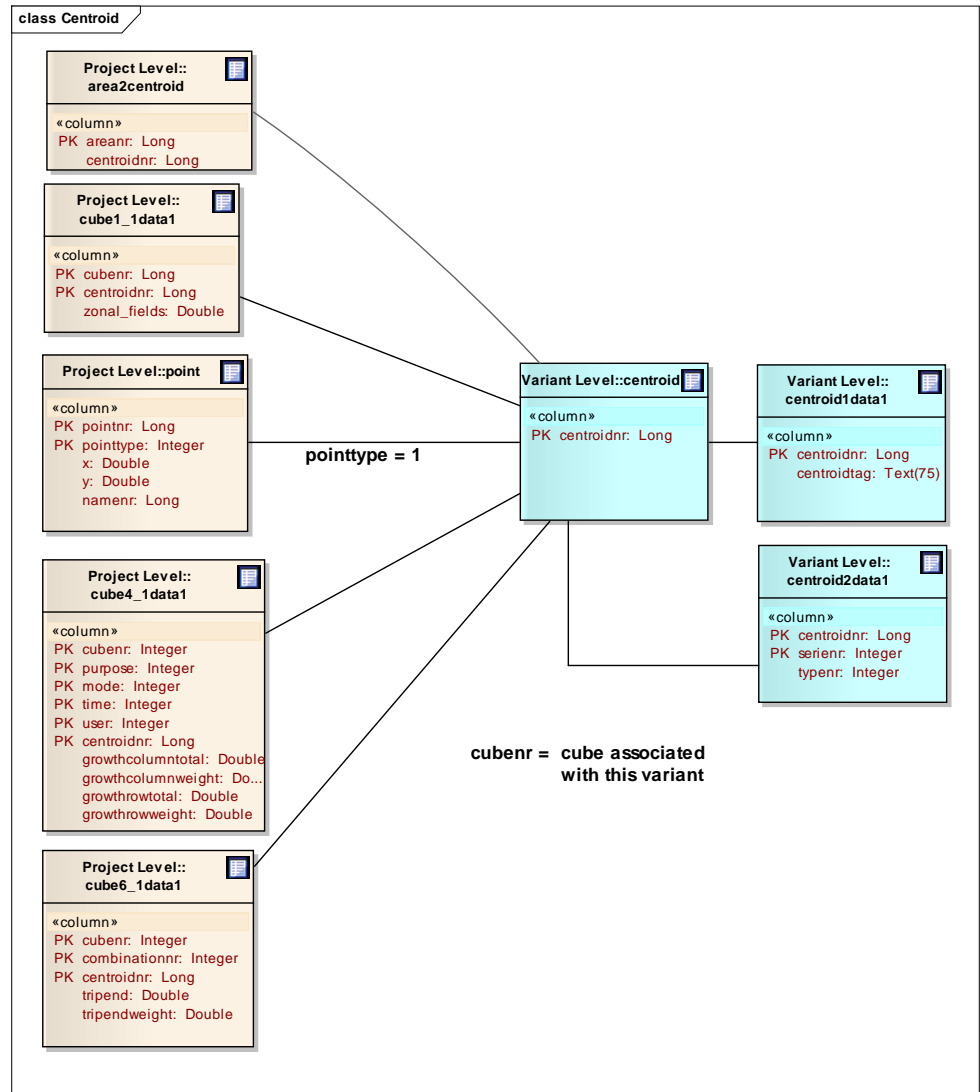 class Centroid
Project Level::
area2centroid
«column»
PK areanr: Long
centroidnr: Long
Project Level::
cube1_1data1
«column»
PK cubenr: Long
PK centroidnr: Long
zonal_fields: Double
Project Level::point
«column»
PK pointnr: Long
PK pointtype: Integer
x: Double
y: Double
namenr: Long
pointtype = 1
Variant Level::centroid
«column»
PK centroidnr: Long
Variant Level::
centroid1data1
«column»
PK centroidnr: Long
centroidtag: Text(75)
Variant Level::
centroid2data1
«column»
PK centroidnr: Long
PK serienr: Integer
typenr: Integer
Project Level::
cube4_1data1
«column»
PK cubenr: Integer
PK purpose: Integer
PK mode: Integer
PK time: Integer
PK user: Integer
PK centroidnr: Long
growthcolumntotal: Double
growthcolumnweight: Do...
growthrowtotal: Double
growthrowweight: Double
cubenr = cube associated
with this variant
Project Level::
cube6_1data1
«column»
PK cubenr: Integer
PK combinationnr: Integer
PK centroidnr: Long
tripend: Double
tripendweight: Double